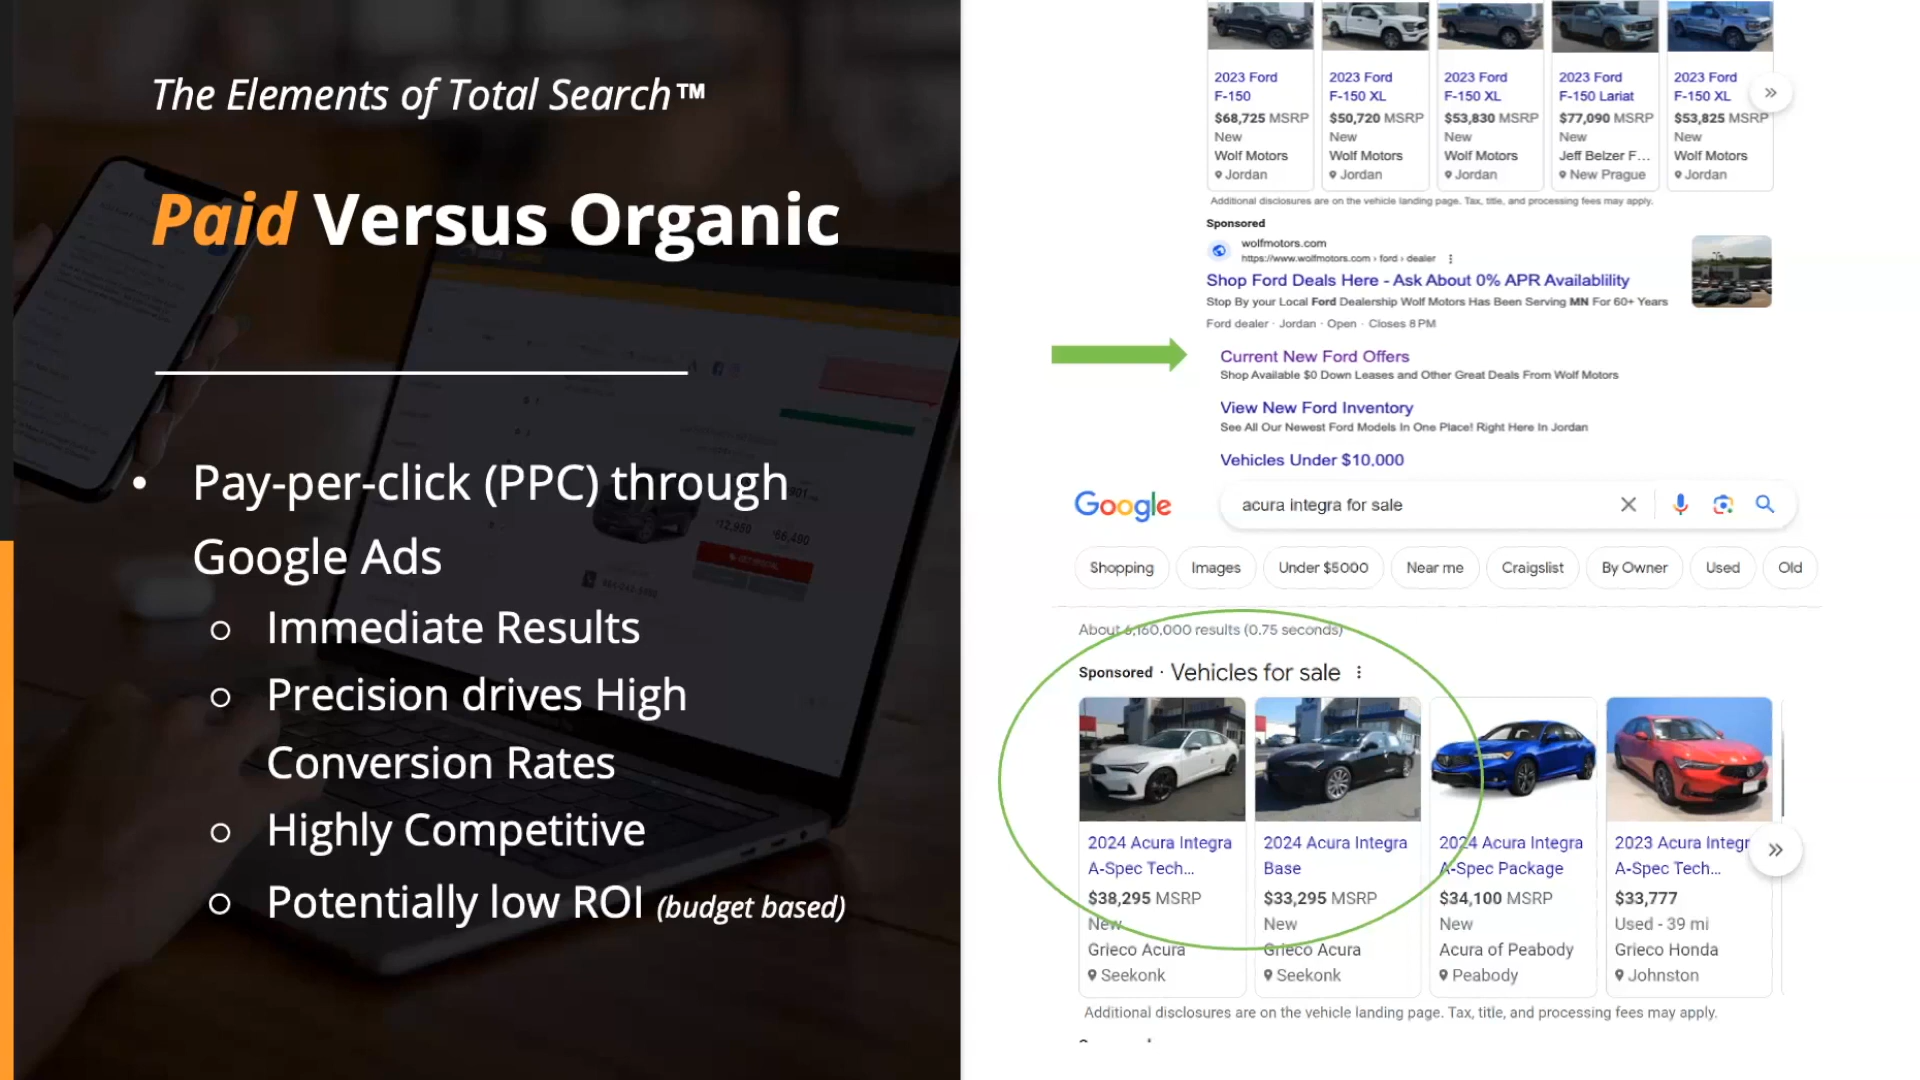 The Elements of Total Search™
Paid Versus Organic
• Pay-per-click (PPC) through
Google Ads
○ Immediate Results
○ Precision drives High
Conversion Rates
○ Highly Competitive
○ Potentially low ROI (budget based)
2023 Ford
F-150
$68,725 MSRP
New
Wolf Motors
Jordan
2023 Ford
F-150 XL
$50,720 MSRP
New
Wolf Motors
Jordan
2023 Ford
F-150 XL
$53,830 MSRP
New
Wolf Motors
Jordan
2023 Ford
F-150 Lariat
$77,090 MSRP
New
Jeff Belzer F...
New Prague
2023 Ford
F-150 XL
$53,825 MSRP
New
Wolf Motors
Jordan
Additional disclosures are on the vehicle landing page. Tax, title, and processing fees may apply.
Sponsored
wolfmotors.com
https://www.wolfmotors.com › ford › dealer
Shop Ford Deals Here - Ask About 0% APR Availablility
Stop By your Local Ford Dealership Wolf Motors Has Been Serving MN For 60+ Years
Ford dealer · Jordan · Open · Closes 8 PM
Current New Ford Offers
Shop Available $0 Down Leases and Other Great Deals From Wolf Motors
View New Ford Inventory
See All Our Newest Ford Models In One Place! Right Here In Jordan
Vehicles Under $10,000
Google
acura integra for sale
Shopping Images Under $5000 Near me Craigslist By Owner Used Old
About 6,160,000 results (0.75 seconds)
Sponsored · Vehicles for sale
2024 Acura Integra
A-Spec Tech...
$38,295 MSRP
New
Grieco Acura
Seekonk
2024 Acura Integra
Base
$33,295 MSRP
New
Grieco Acura
Seekonk
2024 Acura Integra
A-Spec Package
$34,100 MSRP
New
Acura of Peabody
Peabody
2023 Acura Integr
A-Spec Tech...
$33,777
Used - 39 mi
Grieco Honda
Johnston
Additional disclosures are on the vehicle landing page. Tax, title, and processing fees may apply.